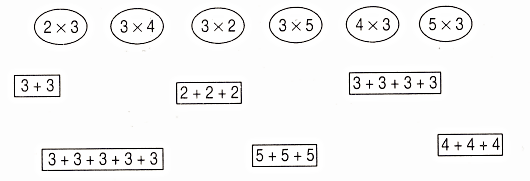 2 × 3 3 × 4 3 × 2 3 × 5 4 × 3 5 × 3
3 + 3 2 + 2 + 2 3 + 3 + 3 + 3
3 + 3 + 3 + 3 + 3 5 + 5 + 5 4 + 4 + 4